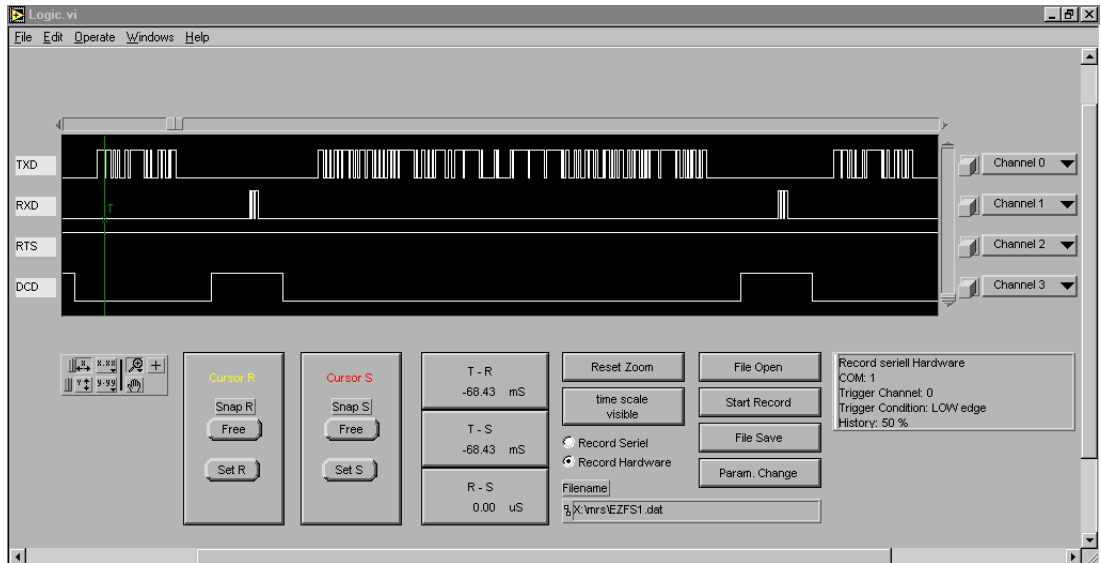 Logic.vi
File Edit Operate Windows Help
TXD
Channel 0
RXD
T
Channel 1
RTS
Channel 2
DCD
Channel 3
Cursor R
Snap R
Free
Set R
Cursor S
Snap S
Free
Set S
T - R
-68.43 mS
T - S
-68.43 mS
R - S
0.00 uS
Reset Zoom
time scale
visible
Record Seriel
Record Hardware
Filename
X:\mrs\EZFS1.dat
File Open
Start Record
File Save
Param. Change
Record seriell Hardware
COM: 1
Trigger Channel: 0
Trigger Condition: LOW edge
History: 50 %